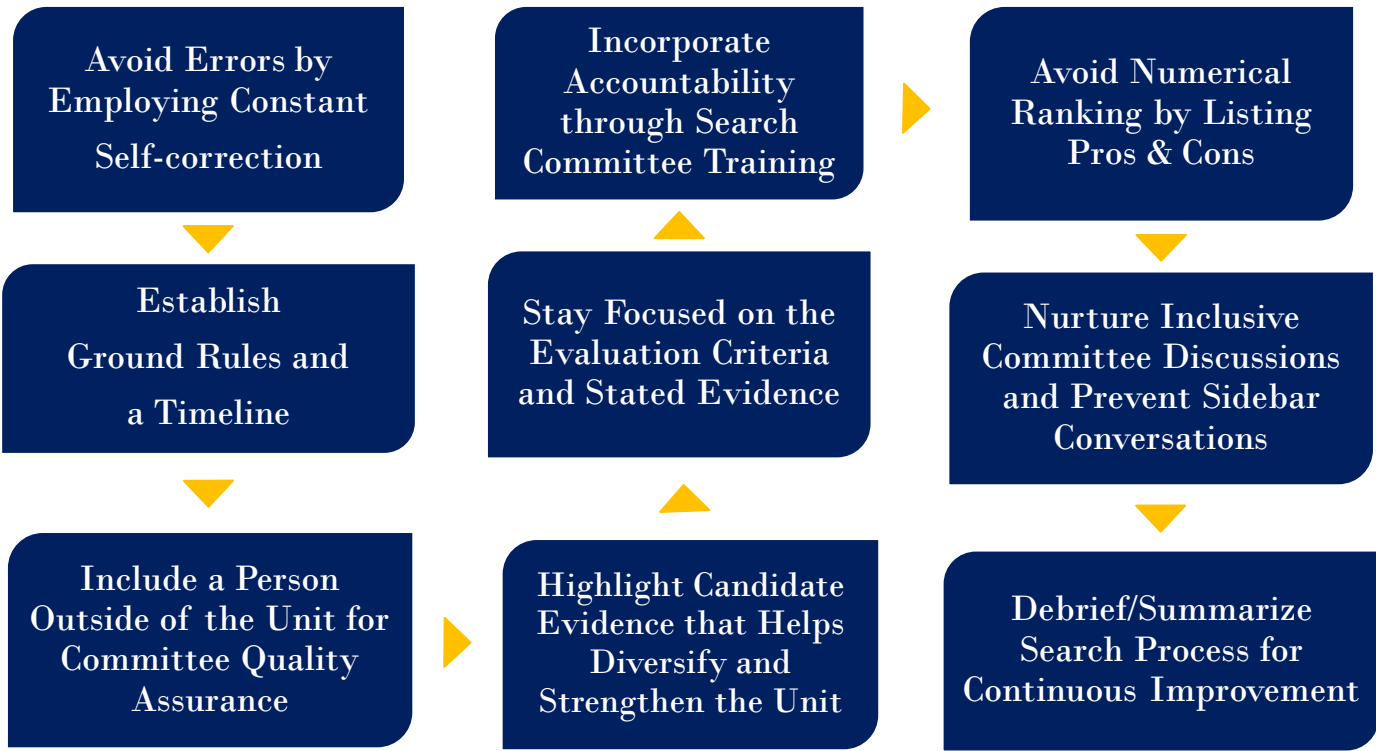 Avoid Errors by
Employing Constant
Self-correction
Establish
Ground Rules and
a Timeline
Include a Person
Outside of the Unit for
Committee Quality
Assurance
Highlight Candidate
Evidence that Helps
Diversify and
Strengthen the Unit
Stay Focused on the
Evaluation Criteria
and Stated Evidence
Incorporate
Accountability
through Search
Committee Training
Avoid Numerical
Ranking by Listing
Pros & Cons
Nurture Inclusive
Committee Discussions
and Prevent Sidebar
Conversations
Debrief/Summarize
Search Process for
Continuous Improvement